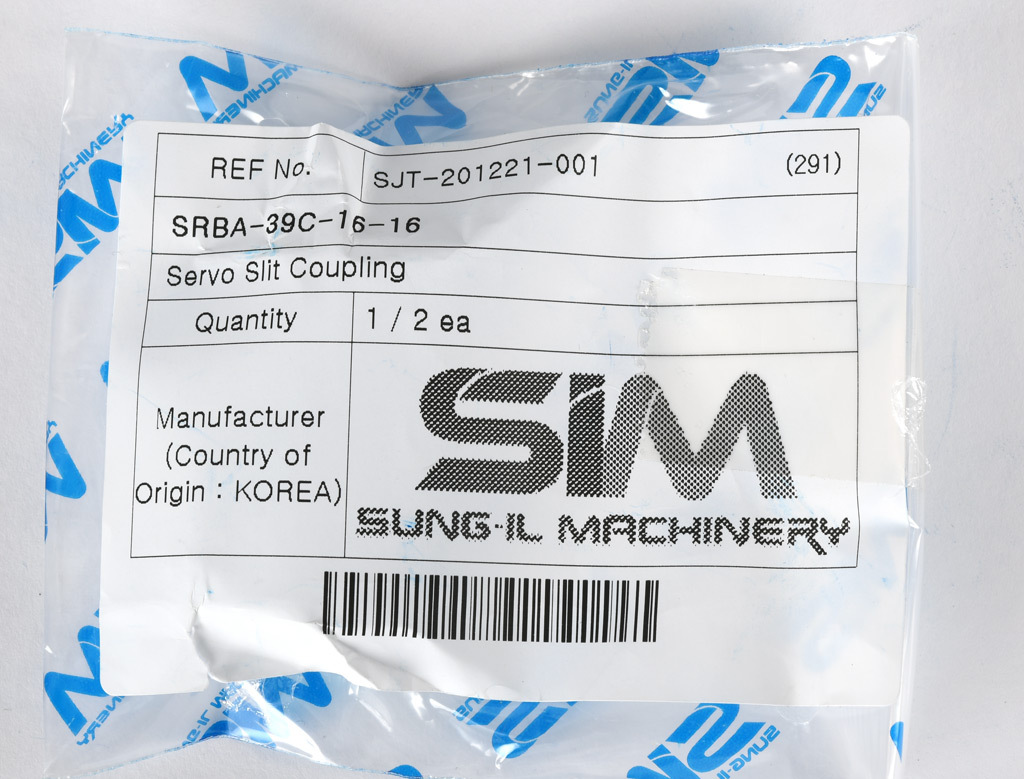 REF No. SJT-201221-001 (291)
SRBA-39C-16-16
Servo Slit Coupling
Quantity 1 / 2 ea
Manufacturer
(Country of
Origin : KOREA)
SIM
SUNG-IL MACHINERY